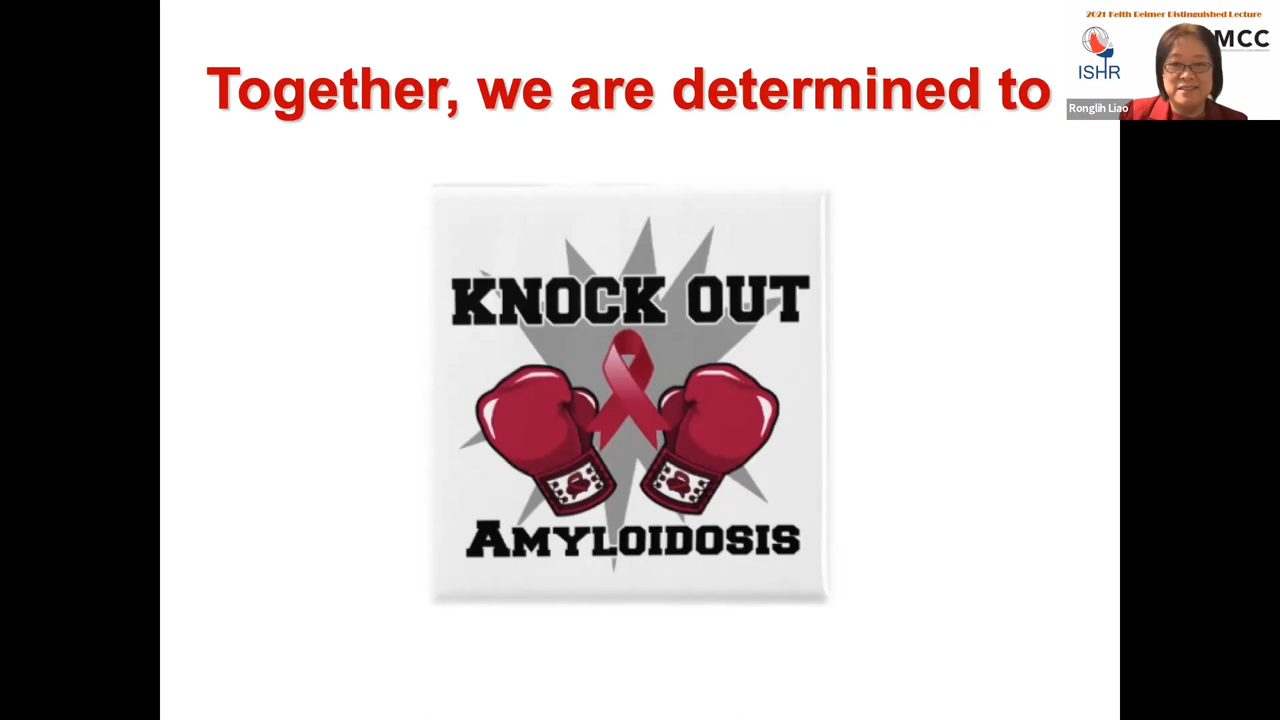 2021 Keith Reimer Distinguished Lecture
Together, we are determined to
ISHR
MCC
Ronglih Liao
KNOCK OUT
AMYLOIDOSIS